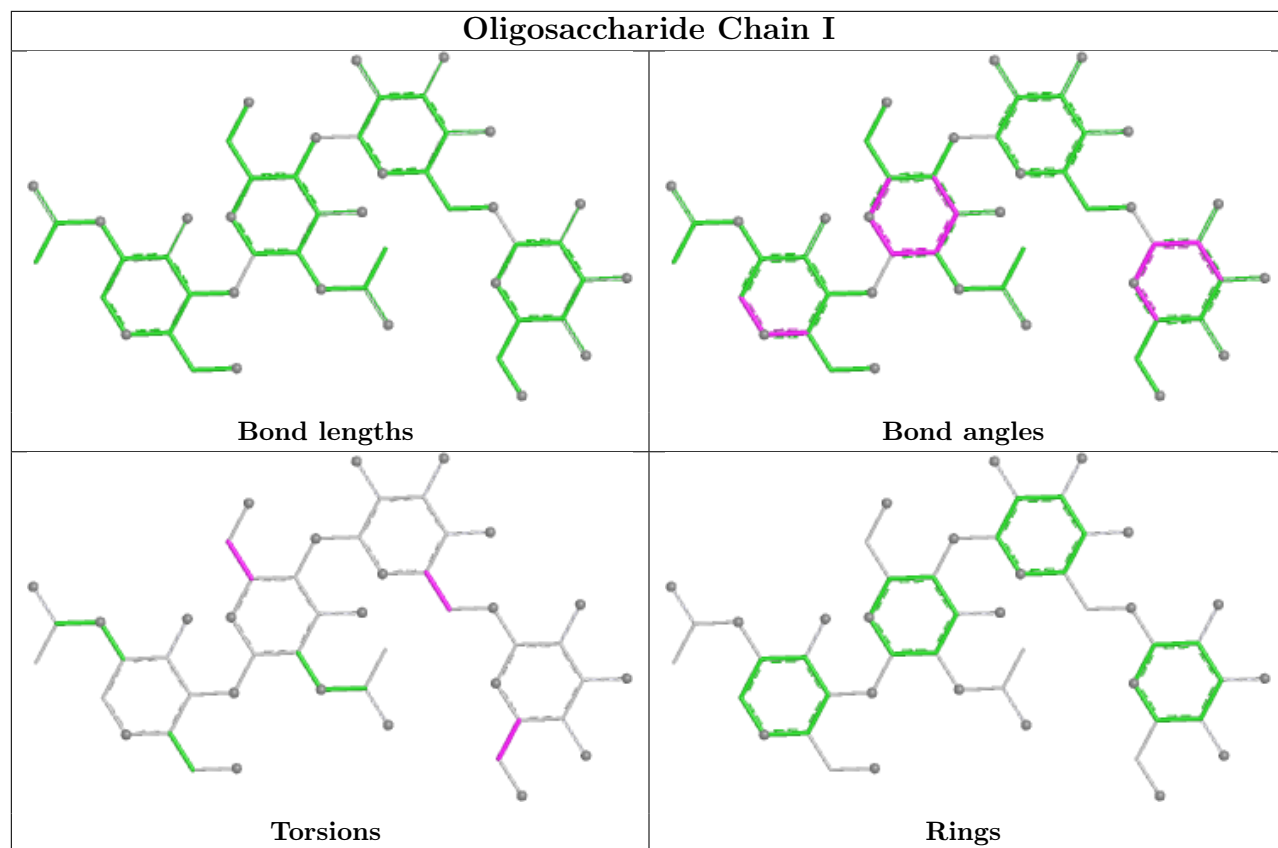 Oligosaccharide Chain I
Bond lengths
Bond angles
Torsions
Rings